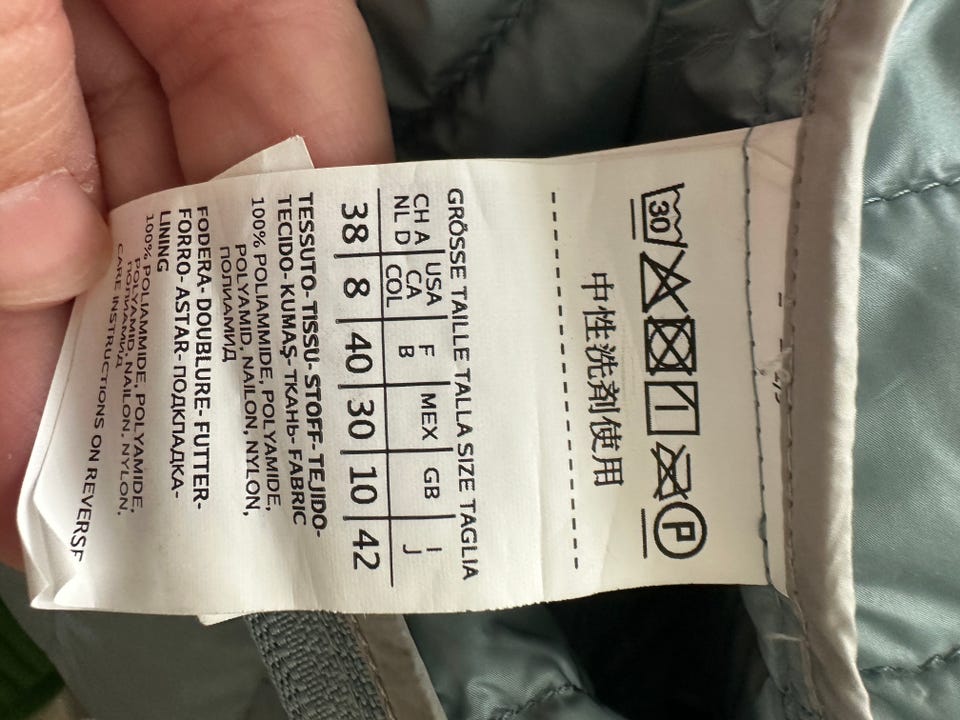 30 P
中性洗剤使用
GRÖSSE TAILLE TALLA SIZE TAGLIA
CH A | USA | F | MEX | GB | I
NL D | CA | B | J
COL
38 | 8 | 40 | 30 | 10 | 42
TESSUTO- TISSU- STOFF- TEJIDO-
TECIDO- KUMAŞ- ТКАНЬ- FABRIC
100% POLIAMMIDE, POLYAMIDE,
POLYAMID, NAILON, NYLON,
ПОЛИАМИД
FODERA- DOUBLURE- FUTTER-
FORRO- ASTAR- ПОДКЛАДКА-
LINING
100% POLIAMMIDE, POLYAMIDE,
POLYAMID, NAILON, NYLON,
ПОЛИАМИД
CARE INSTRUCTIONS ON REVERSE